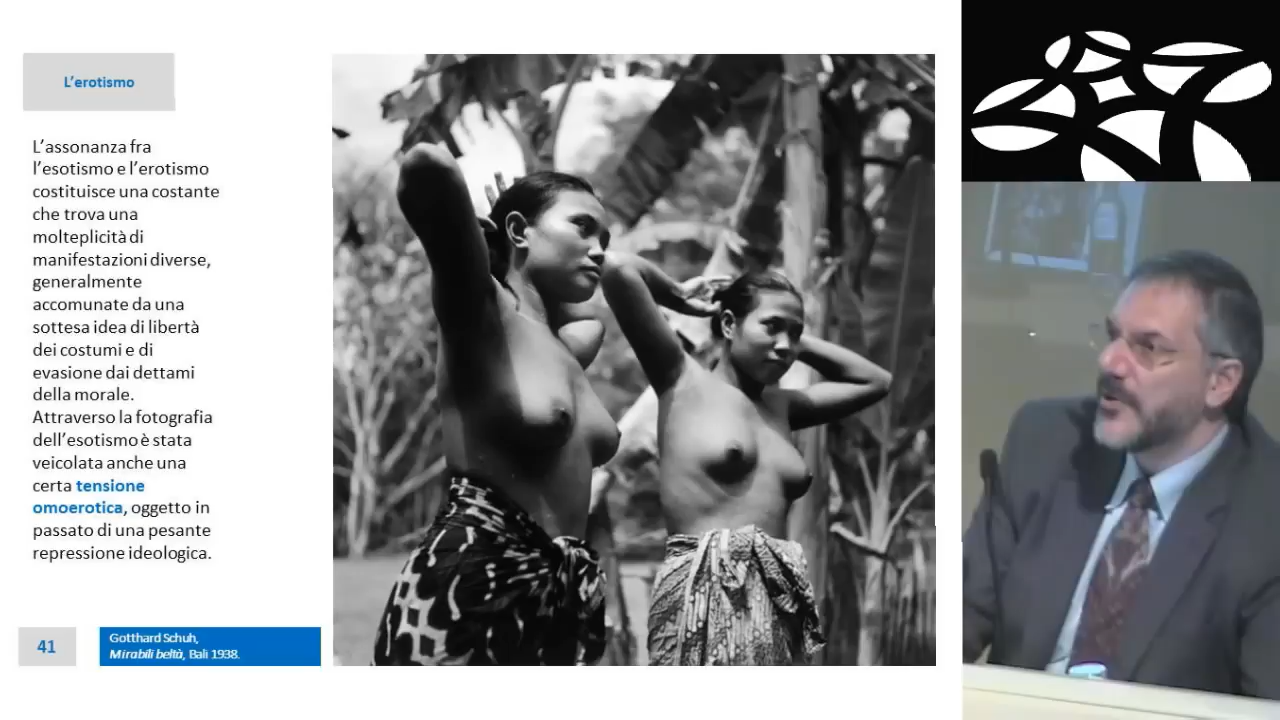 L'erotismo
L'assonanza fra
l'esotismo e l'erotismo
costituisce una costante
che trova una
molteplicità di
manifestazioni diverse,
generalmente
accomunate da una
sottesa idea di libertà
dei costumi e di
evasione dai dettami
della morale.
Attraverso la fotografia
dell'esotismo è stata
veicolata anche una
certa tensione
omoerotica, oggetto in
passato di una pesante
repressione ideologica.
41
Gotthard Schuh,
Mirabili beltà, Bali 1938.